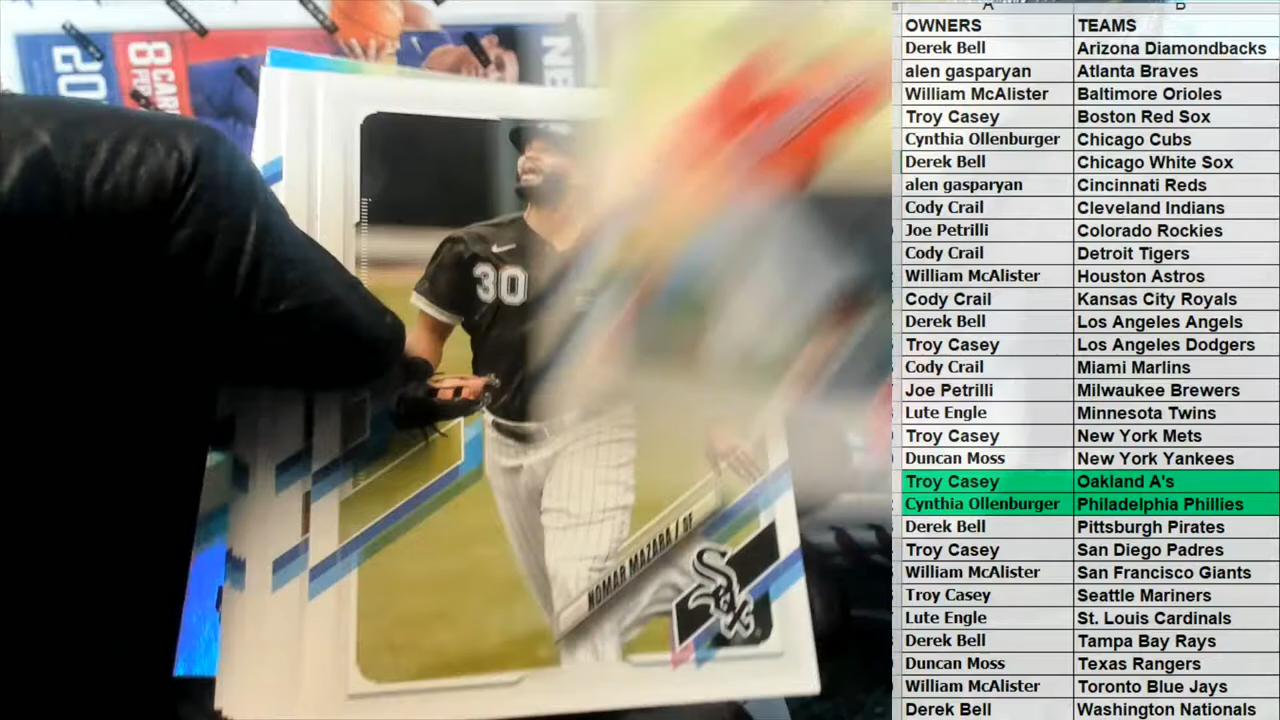 A B
OWNERS TEAMS
Derek Bell Arizona Diamondbacks
alen gasparyan Atlanta Braves
William McAlister Baltimore Orioles
Troy Casey Boston Red Sox
Cynthia Ollenburger Chicago Cubs
Derek Bell Chicago White Sox
alen gasparyan Cincinnati Reds
Cody Crail Cleveland Indians
Joe Petrilli Colorado Rockies
Cody Crail Detroit Tigers
William McAlister Houston Astros
Cody Crail Kansas City Royals
Derek Bell Los Angeles Angels
Troy Casey Los Angeles Dodgers
Cody Crail Miami Marlins
Joe Petrilli Milwaukee Brewers
Lute Engle Minnesota Twins
Troy Casey New York Mets
Duncan Moss New York Yankees
Troy Casey Oakland A's
Cynthia Ollenburger Philadelphia Phillies
Derek Bell Pittsburgh Pirates
Troy Casey San Diego Padres
William McAlister San Francisco Giants
Troy Casey Seattle Mariners
Lute Engle St. Louis Cardinals
Derek Bell Tampa Bay Rays
Duncan Moss Texas Rangers
William McAlister Toronto Blue Jays
Derek Bell Washington Nationals
20
8 CARD
PER
30
NOMAR MAZARA / OF
Sox